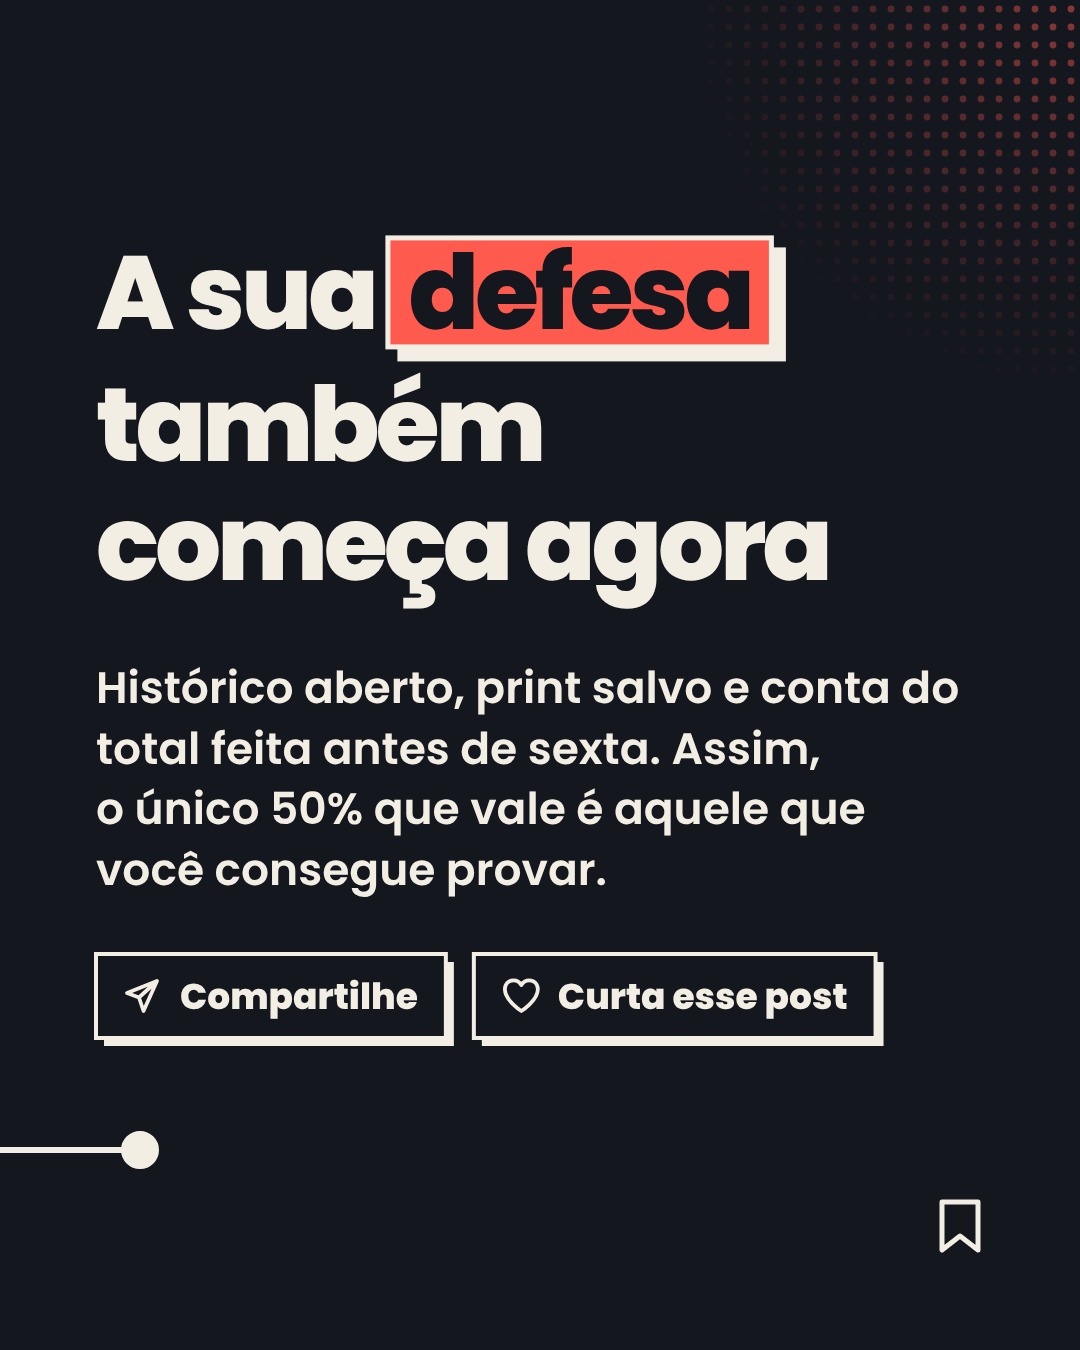 A sua defesa
também
começa agora
Histórico aberto, print salvo e conta do
total feita antes de sexta. Assim,
o único 50% que vale é aquele que
você consegue provar.
Compartilhe
Curta esse post